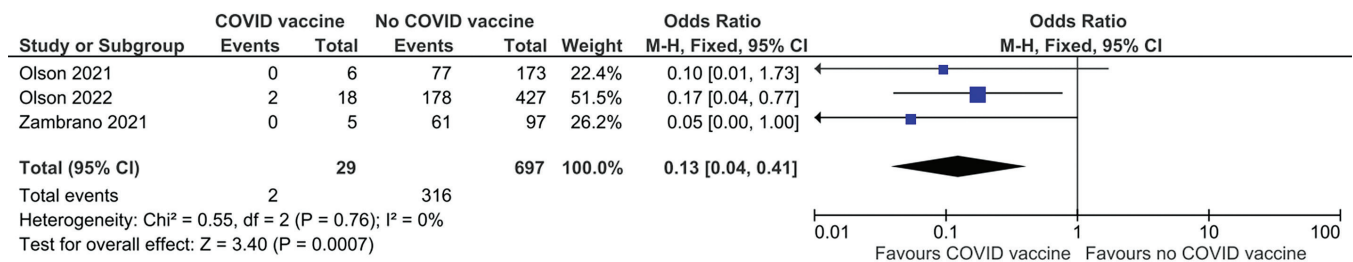 COVID vaccine No COVID vaccine Odds Ratio Odds Ratio
Study or Subgroup Events Total Events Total Weight M-H, Fixed, 95% CI M-H, Fixed, 95% CI
Olson 2021 0 6 77 173 22.4% 0.10 [0.01, 1.73]
Olson 2022 2 18 178 427 51.5% 0.17 [0.04, 0.77]
Zambrano 2021 0 5 61 97 26.2% 0.05 [0.00, 1.00]
Total (95% CI) 29 697 100.0% 0.13 [0.04, 0.41]
Total events 2 316
Heterogeneity: Chi² = 0.55, df = 2 (P = 0.76); I² = 0%
Test for overall effect: Z = 3.40 (P = 0.0007)
0.01 0.1 1 10 100
Favours COVID vaccine Favours no COVID vaccine